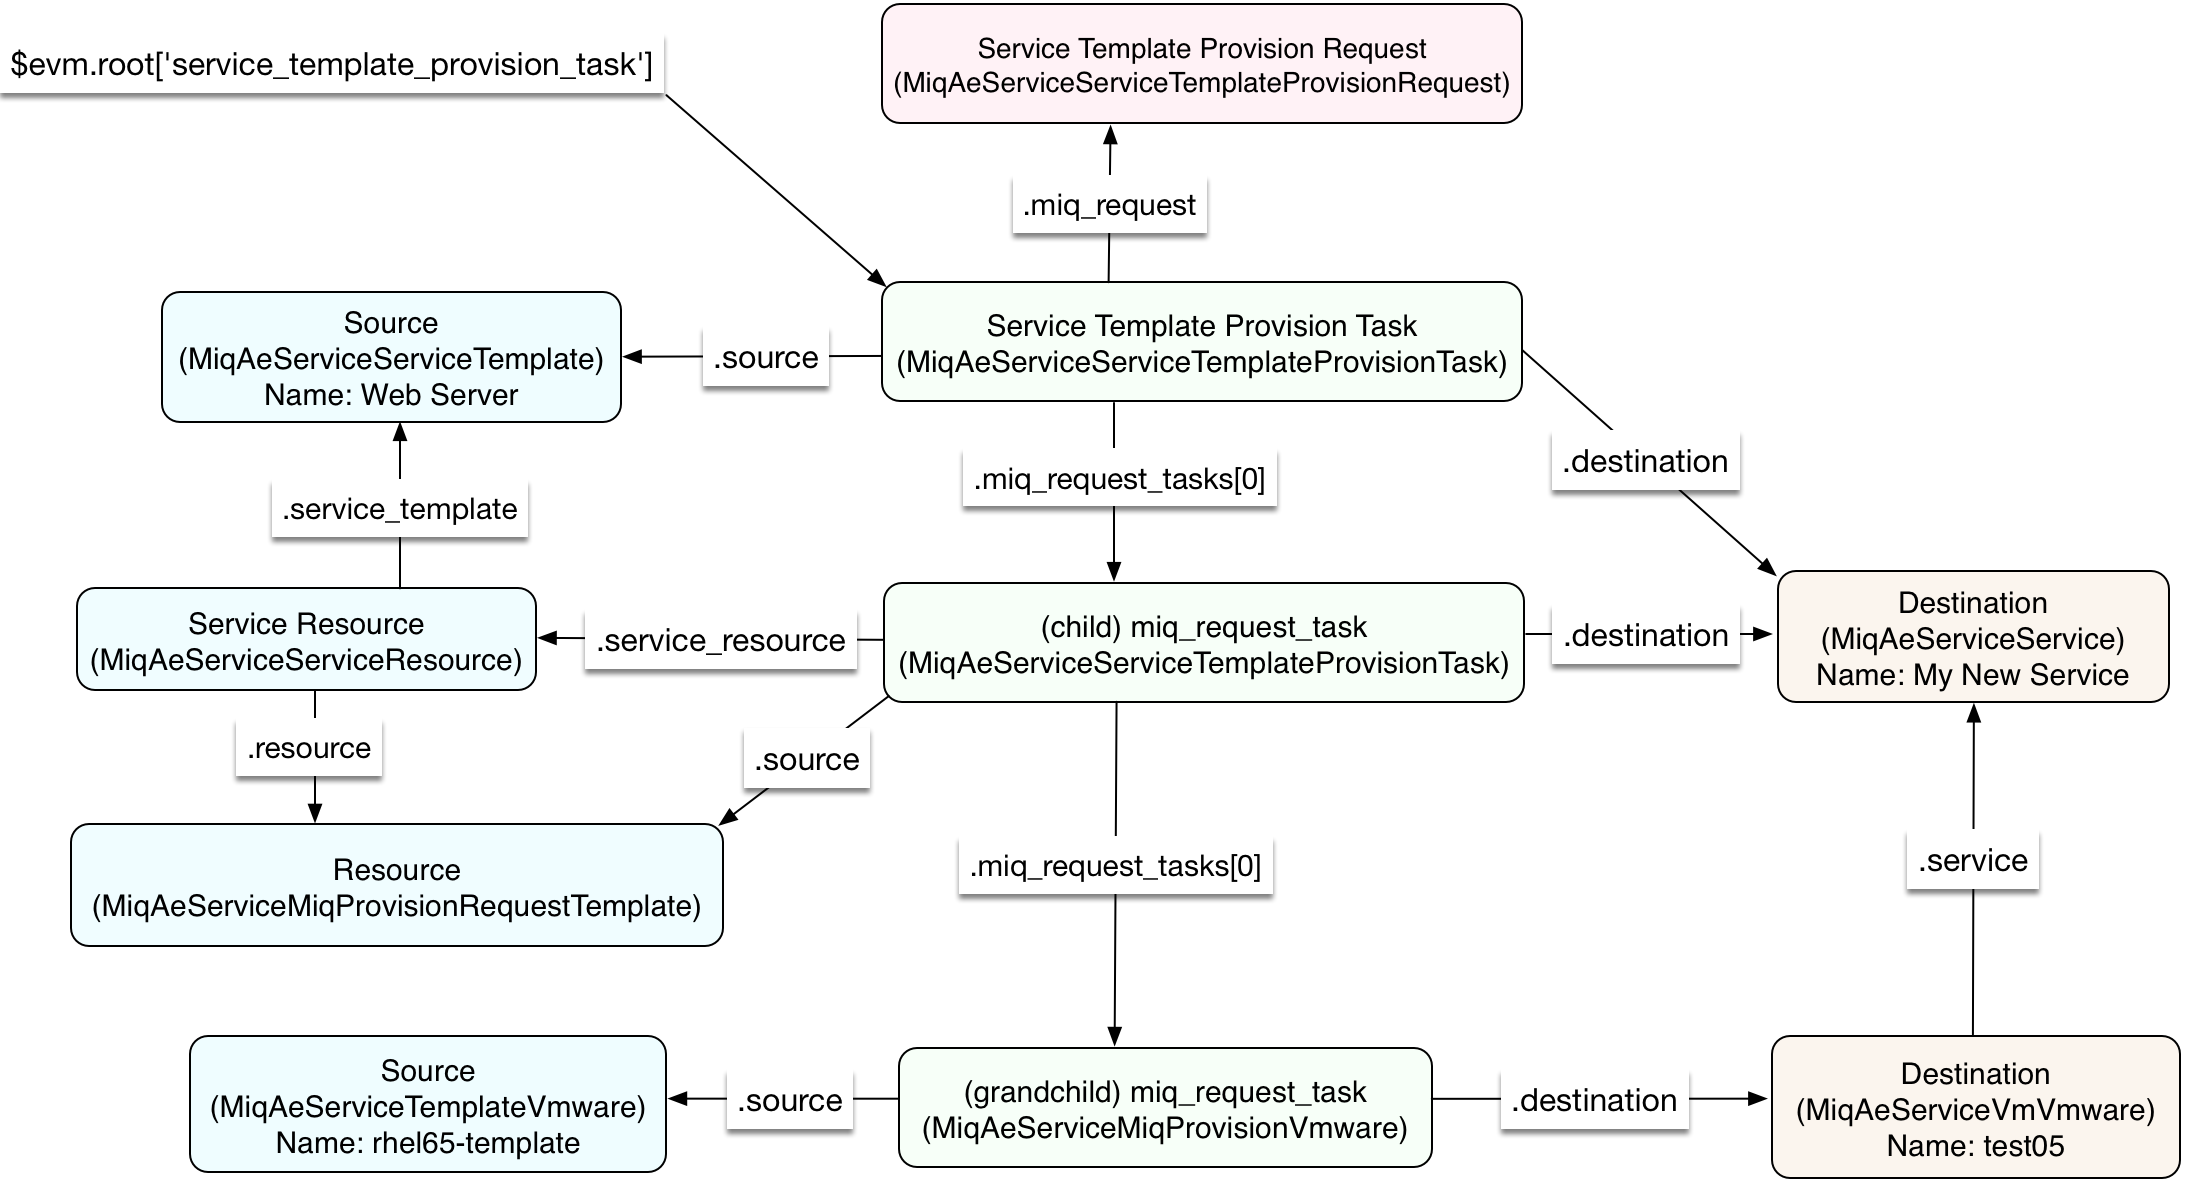 $evm.root['service_template_provision_task']
Service Template Provision Request
(MiqAeServiceServiceTemplateProvisionRequest)
.miq_request
Source
(MiqAeServiceServiceTemplate)
Name: Web Server
.source
Service Template Provision Task
(MiqAeServiceServiceTemplateProvisionTask)
.destination
.service_template
.miq_request_tasks[0]
Service Resource
(MiqAeServiceServiceResource)
.service_resource
(child) miq_request_task
(MiqAeServiceServiceTemplateProvisionTask)
.destination
Destination
(MiqAeServiceService)
Name: My New Service
.resource
.source
Resource
(MiqAeServiceMiqProvisionRequestTemplate)
.miq_request_tasks[0]
.service
Source
(MiqAeServiceTemplateVmware)
Name: rhel65-template
.source
(grandchild) miq_request_task
(MiqAeServiceMiqProvisionVmware)
.destination
Destination
(MiqAeServiceVmVmware)
Name: test05